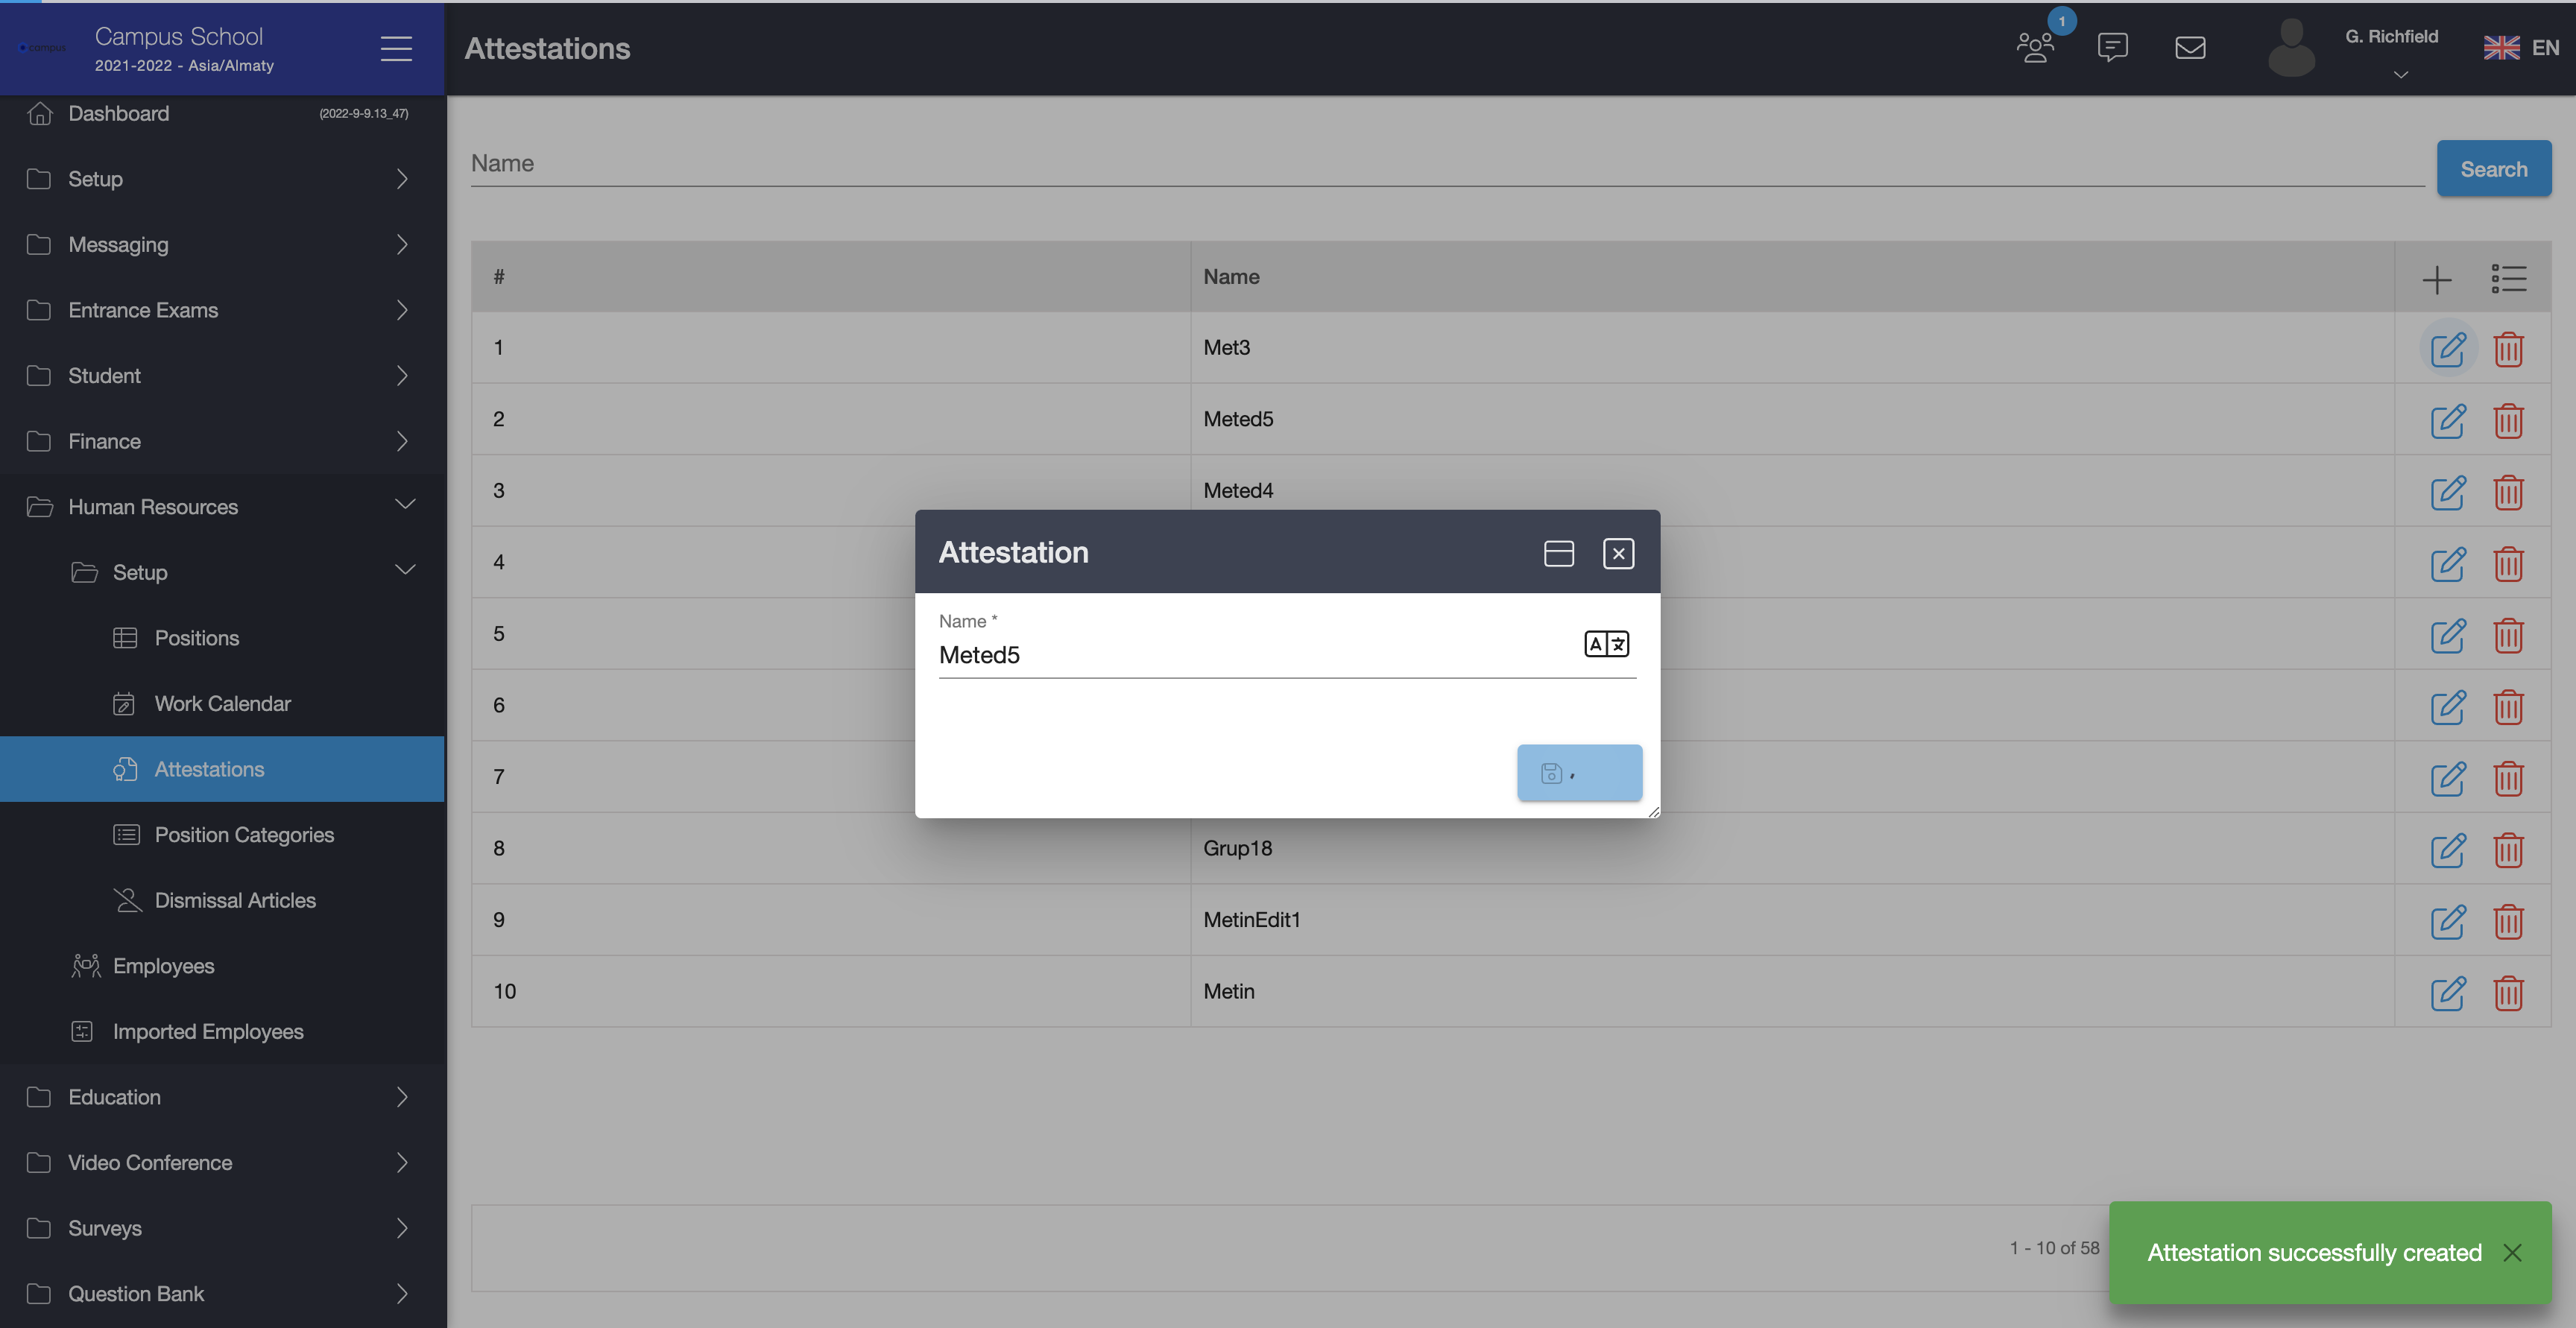 campus
Campus School
2021-2022 - Asia/Almaty
Attestations
1
G. Richfield
EN
Dashboard
(2022-9-9.13_47)
Setup
Messaging
Entrance Exams
Student
Finance
Human Resources
Setup
Positions
Work Calendar
Attestations
Position Categories
Dismissal Articles
Employees
Imported Employees
Education
Video Conference
Surveys
Question Bank
Name
Search
# Name
1 Met3
2 Meted5
3 Meted4
4
5
6
7
8 Grup18
9 MetinEdit1
10 Metin
Attestation
Name *
Meted5
1 - 10 of 58
Attestation successfully created